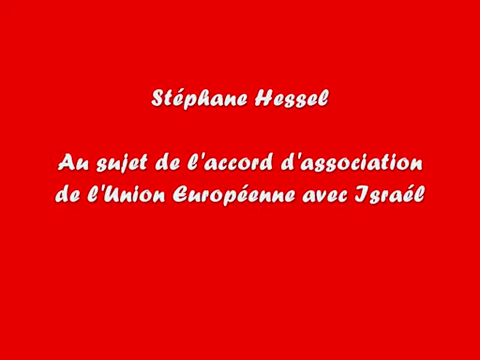 Stéphane Hessel
Au sujet de l'accord d'association
de l'Union Européenne avec Israél